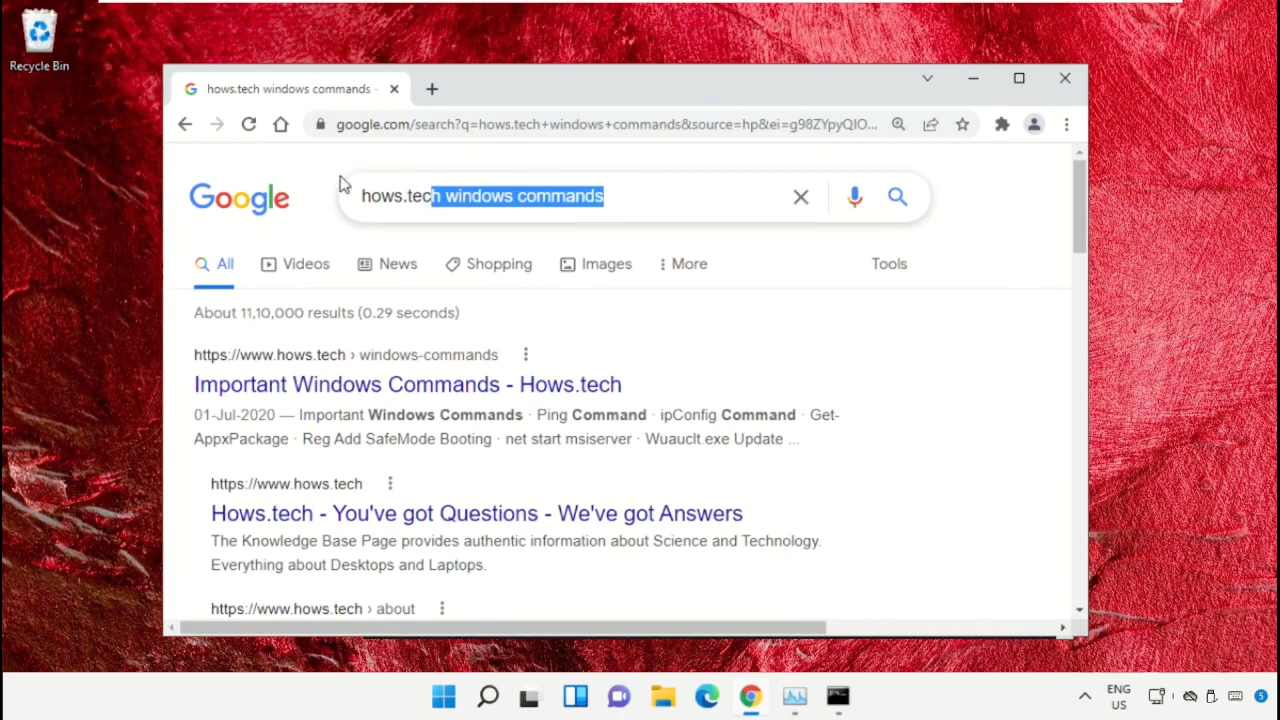 Recycle Bin
hows.tech windows commands -
google.com/search?q=hows.tech+windows+commands&source=hp&ei=g98ZYpyQIO...
Google
hows.tech windows commands
All Videos News Shopping Images More Tools
About 11,10,000 results (0.29 seconds)
https://www.hows.tech › windows-commands
Important Windows Commands - Hows.tech
01-Jul-2020 — Important Windows Commands · Ping Command · ipConfig Command · Get-
AppxPackage · Reg Add SafeMode Booting · net start msiserver · Wuauclt.exe Update ...
https://www.hows.tech
Hows.tech - You've got Questions - We've got Answers
The Knowledge Base Page provides authentic information about Science and Technology.
Everything about Desktops and Laptops.
https://www.hows.tech › about
ENG
US
5